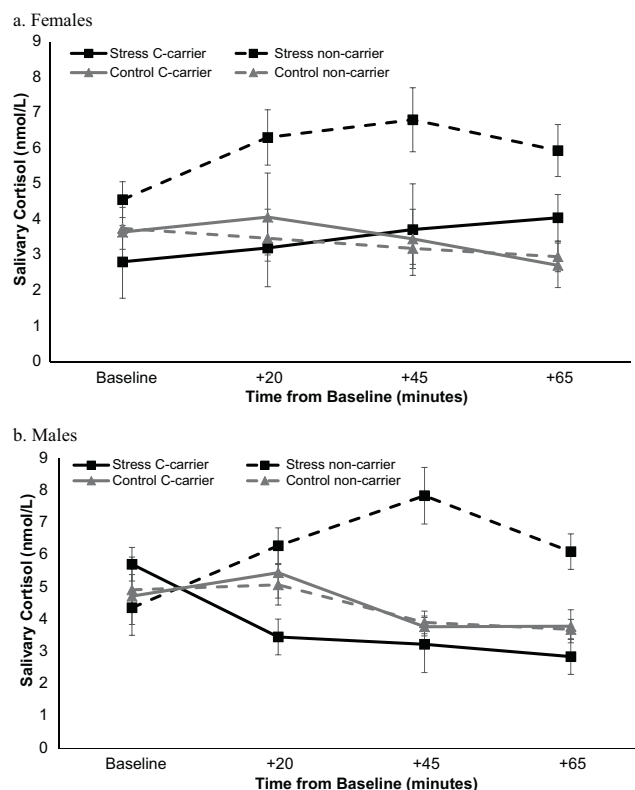 a. Females
9
Stress C-carrier Stress non-carrier
Control C-carrier Control non-carrier
8
7
6
5
4
3
2
1
0
Salivary Cortisol (nmol/L)
Baseline +20 +45 +65
Time from Baseline (minutes)
b. Males
9
Stress C-carrier Stress non-carrier
Control C-carrier Control non-carrier
8
7
6
5
4
3
2
1
0
Salivary Cortisol (nmol/L)
Baseline +20 +45 +65
Time from Baseline (minutes)